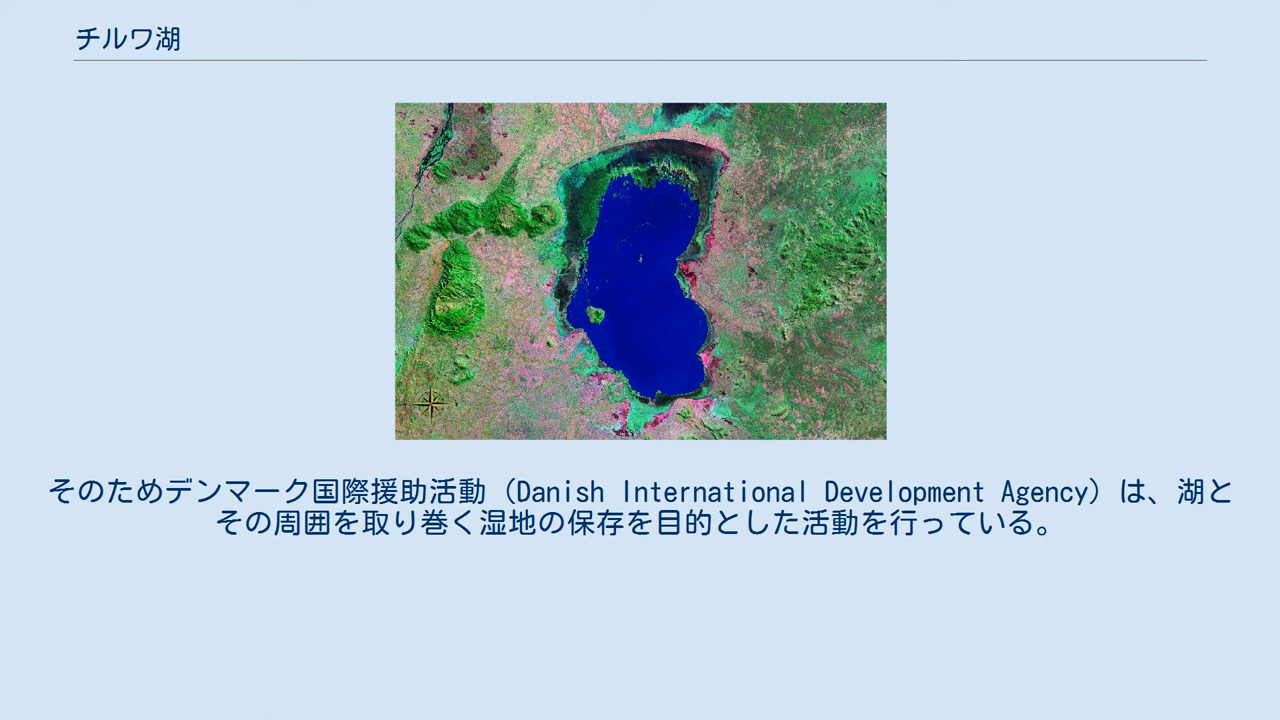 チルワ湖
そのためデンマーク国際援助活動（Danish International Development Agency）は、湖と
その周囲を取り巻く湿地の保存を目的とした活動を行っている。